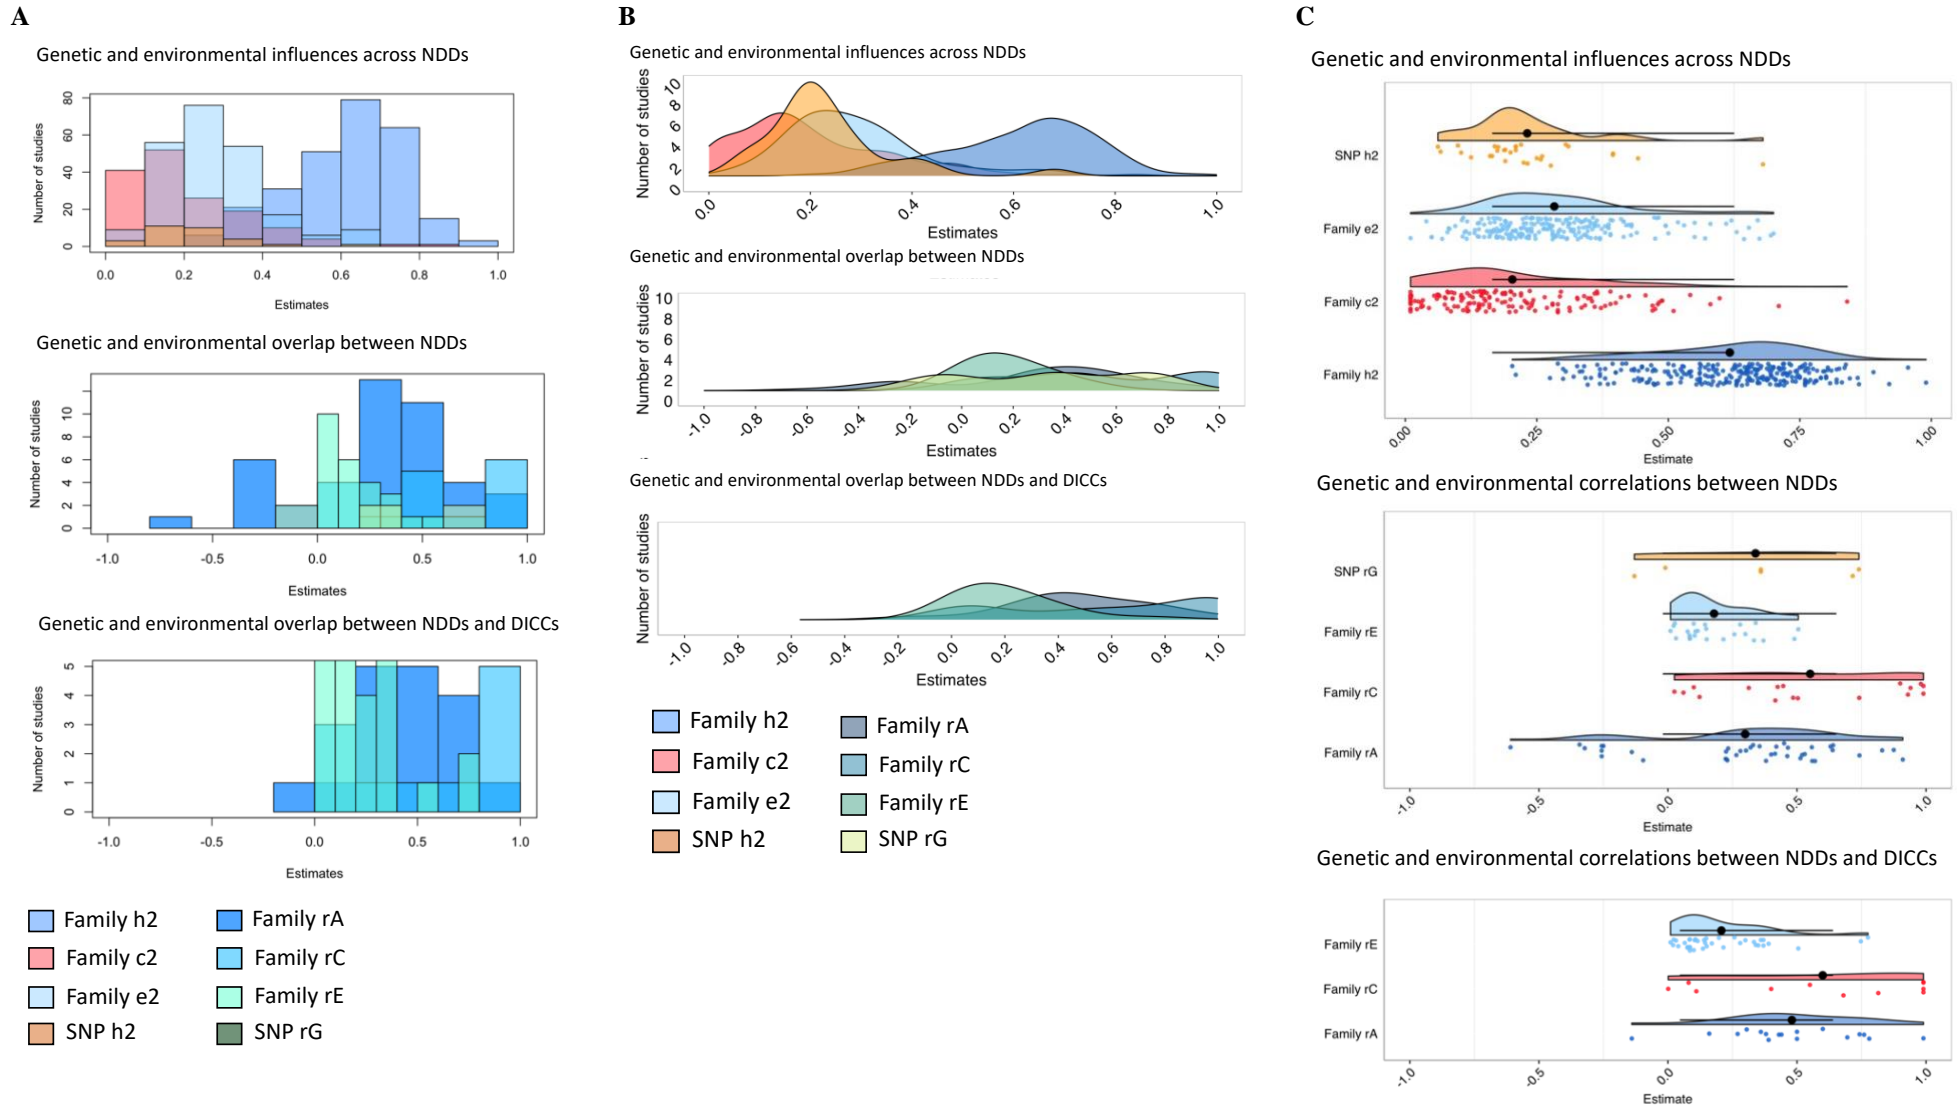 A
Genetic and environmental influences across NDDs
Number of studies
80
60
40
20
0
0.0 0.2 0.4 0.6 0.8 1.0
Estimates
Genetic and environmental overlap between NDDs
Number of studies
10
8
6
4
2
0
-1.0 -0.5 0.0 0.5 1.0
Estimates
Genetic and environmental overlap between NDDs and DICCs
Number of studies
5
4
3
2
1
0
-1.0 -0.5 0.0 0.5 1.0
Estimates
Family h2 Family rA
Family c2 Family rC
Family e2 Family rE
SNP h2 SNP rG
B
Genetic and environmental influences across NDDs
Number of studies
10
8
6
4
2
0
0.0 0.2 0.4 0.6 0.8 1.0
Estimates
Genetic and environmental overlap between NDDs
Number of studies
10
8
6
4
2
0
-1.0 -0.8 -0.6 -0.4 -0.2 0.0 0.2 0.4 0.6 0.8 1.0
Estimates
Genetic and environmental overlap between NDDs and DICCs
Number of studies
-1.0 -0.8 -0.6 -0.4 -0.2 0.0 0.2 0.4 0.6 0.8 1.0
Estimates
Family h2 Family rA
Family c2 Family rC
Family e2 Family rE
SNP h2 SNP rG
C
Genetic and environmental influences across NDDs
SNP h2
Family e2
Family c2
Family h2
0.00 0.25 0.50 0.75 1.00
Estimate
Genetic and environmental correlations between NDDs
SNP rG
Family rE
Family rC
Family rA
-1.0 -0.5 0.0 0.5 1.0
Estimate
Genetic and environmental correlations between NDDs and DICCs
Family rE
Family rC
Family rA
-1.0 -0.5 0.0 0.5 1.0
Estimate